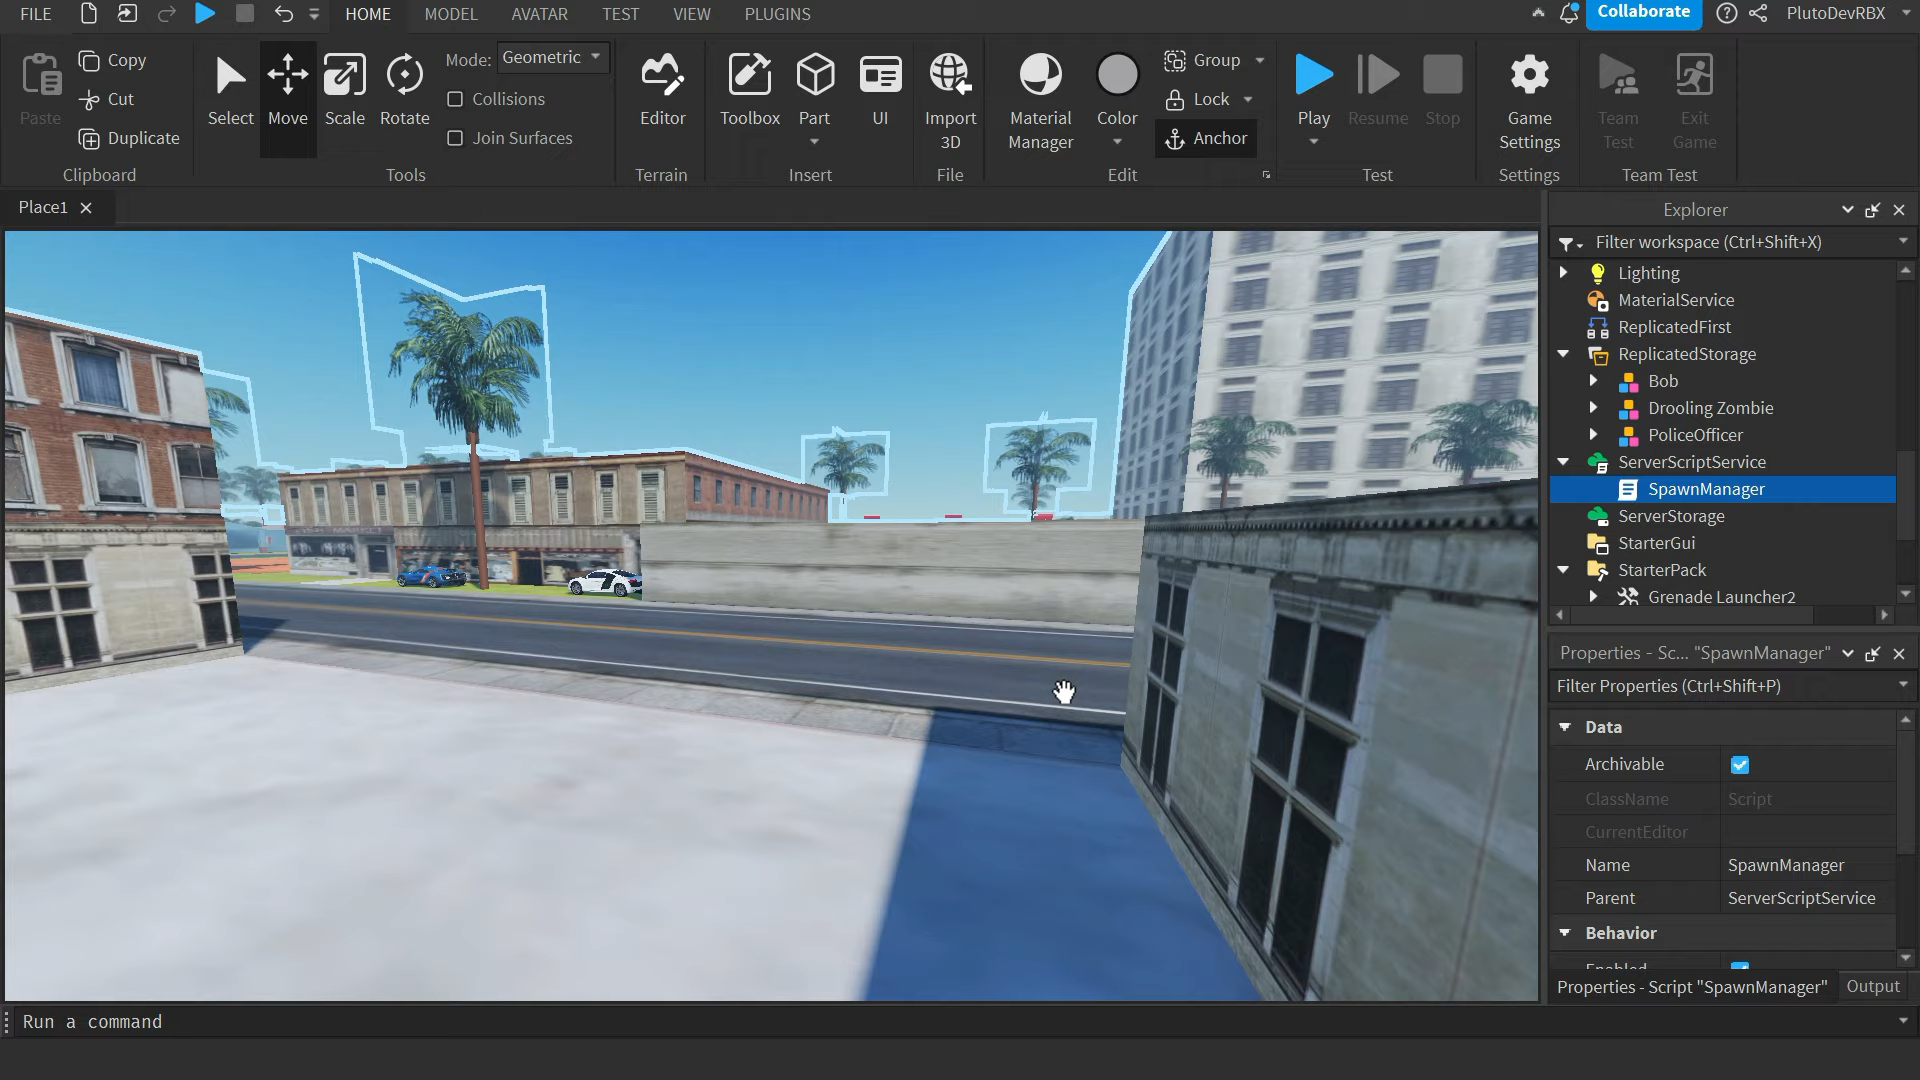 FILE
HOME
MODEL
AVATAR
TEST
VIEW
PLUGINS
Collaborate
PlutoDevRBX
Paste
Copy
Cut
Duplicate
Clipboard
Select
Move
Scale
Rotate
Mode:
Geometric
Collisions
Join Surfaces
Tools
Editor
Terrain
Toolbox
Part
UI
Insert
Import
3D
File
Material
Manager
Color
Group
Lock
Anchor
Edit
Play
Resume
Stop
Test
Game
Settings
Settings
Team
Test
Exit
Game
Team Test
Place1
Explorer
Filter workspace (Ctrl+Shift+X)
Lighting
MaterialService
ReplicatedFirst
ReplicatedStorage
Bob
Drooling Zombie
PoliceOfficer
ServerScriptService
SpawnManager
ServerStorage
StarterGui
StarterPack
Grenade Launcher2
Properties - Sc... "SpawnManager"
Filter Properties (Ctrl+Shift+P)
Data
Archivable
ClassName Script
CurrentEditor
Name SpawnManager
Parent ServerScriptService
Behavior
Enabled
Properties - Script "SpawnManager"
Output
Run a command